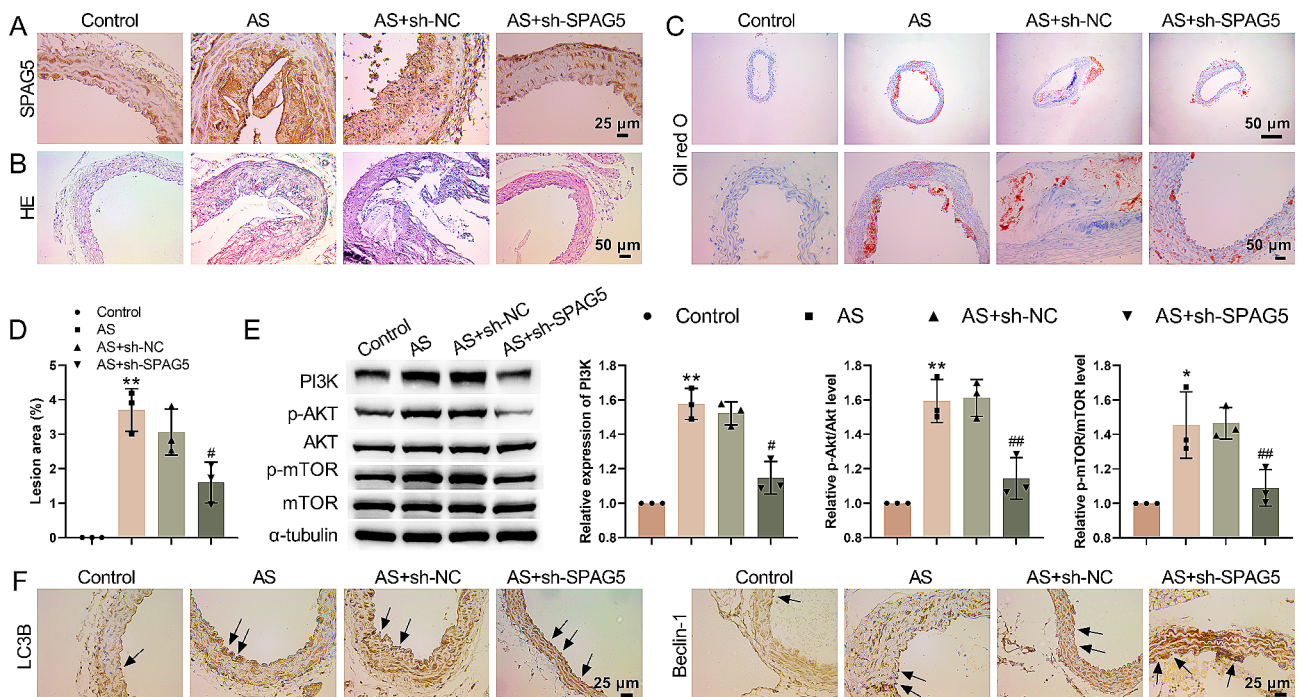 A
Control
AS
AS+sh-NC
AS+sh-SPAG5
SPAG5
25 μm
B
HE
50 μm
C
Control
AS
AS+sh-NC
AS+sh-SPAG5
Oil red O
50 μm
50 μm
D
Control
AS
AS+sh-NC
AS+sh-SPAG5
Lesion area (%)
5
4
3
2
1
0
**
#
E
Control
AS
AS+sh-NC
AS+sh-SPAG5
PI3K
p-AKT
AKT
p-mTOR
mTOR
α-tubulin
Control
AS
AS+sh-NC
AS+sh-SPAG5
Relative expression of PI3K
1.8
1.6
1.4
1.2
1.0
0.8
**
#
Relative p-Akt/Akt level
1.8
1.6
1.4
1.2
1.0
0.8
**
##
Relative p-mTOR/mTOR level
1.8
1.6
1.4
1.2
1.0
0.8
*
##
F
Control
AS
AS+sh-NC
AS+sh-SPAG5
LC3B
25 μm
Control
AS
AS+sh-NC
AS+sh-SPAG5
Beclin-1
25 μm